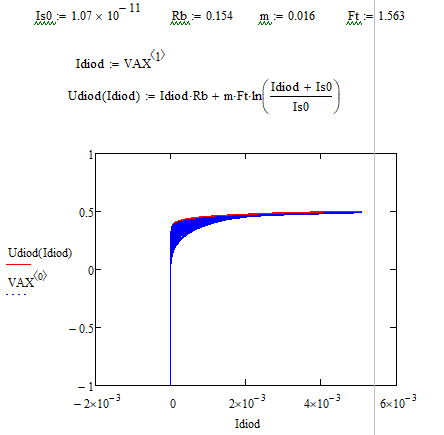 Is0 := 1.07 × 10⁻¹¹ Rb := 0.154 m := 0.016 Ft := 1.563
Idiod := VAX⟨1⟩
Udiod(Idiod) := Idiod·Rb + m·Ft·ln((Idiod + Is0)/Is0)
1
0.5
0
−0.5
−1
Udiod(Idiod)
VAX⟨0⟩
−2×10⁻³ 0 2×10⁻³ 4×10⁻³ 6×10⁻³
Idiod